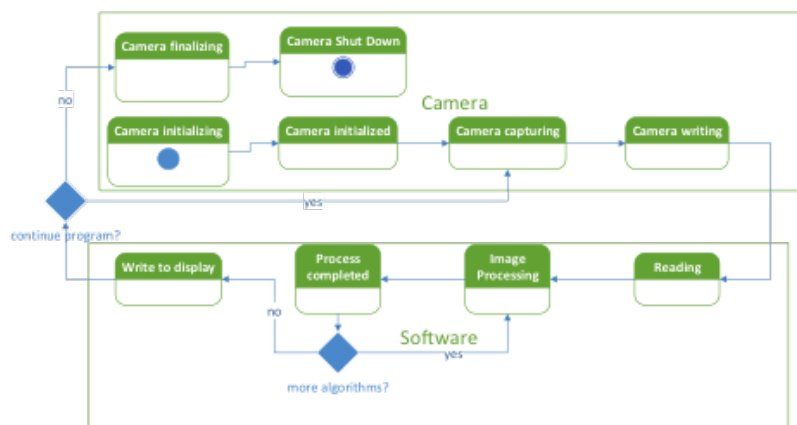 Camera finalizing
Camera Shut Down
no
Camera
Camera initializing
Camera initialized
Camera capturing
Camera writing
yes
continue program?
Write to display
Process
completed
Image
Processing
Reading
no
Software
yes
more algorithms?